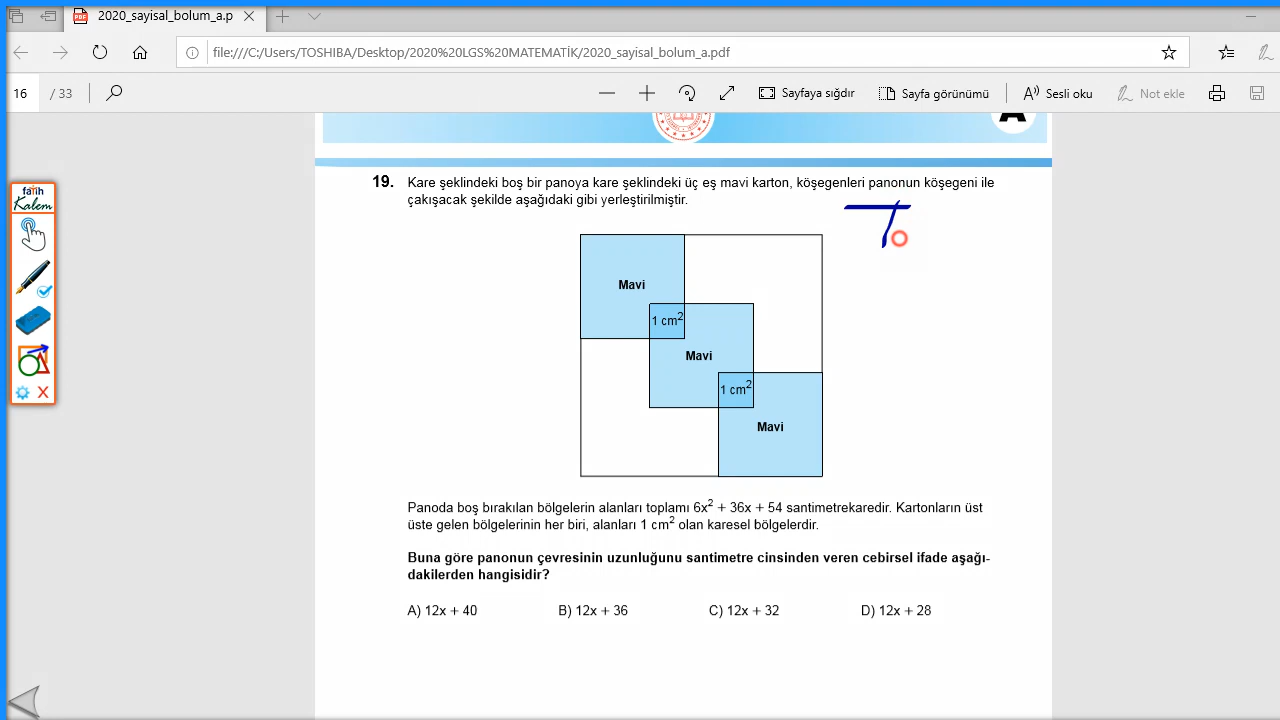 2020_sayisal_bolum_a.p
file:///C:/Users/TOSHIBA/Desktop/2020%20LGS%20MATEMATİK/2020_sayisal_bolum_a.pdf
16 / 33
Sayfaya sığdır
Sayfa görünümü
Sesli oku
Not ekle
A
fatih
Kalem
19. Kare şeklindeki boş bir panoya kare şeklindeki üç eş mavi karton, köşegenleri panonun köşegeni ile
çakışacak şekilde aşağıdaki gibi yerleştirilmiştir.
Mavi
1 cm²
Mavi
1 cm²
Mavi
Panoda boş bırakılan bölgelerin alanları toplamı 6x² + 36x + 54 santimetrekaredir. Kartonların üst
üste gelen bölgelerinin her biri, alanları 1 cm² olan karesel bölgelerdir.
Buna göre panonun çevresinin uzunluğunu santimetre cinsinden veren cebirsel ifade aşağı-
dakilerden hangisidir?
A) 12x + 40 B) 12x + 36 C) 12x + 32 D) 12x + 28